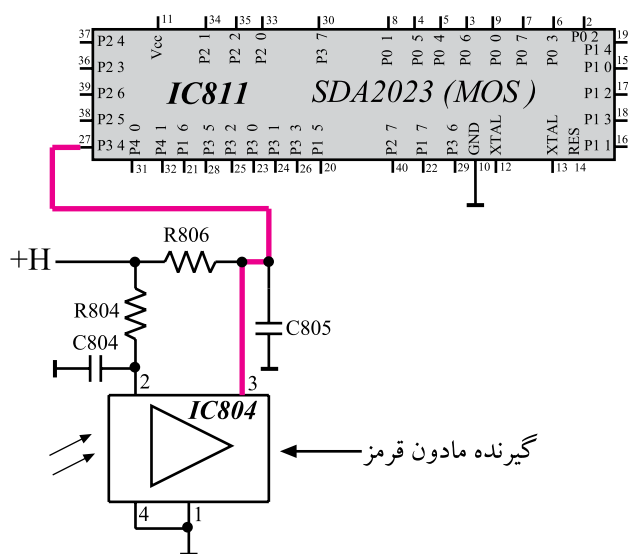 11 34 35 33 30 8 4 5 3 9 7 6 2
37 P2 4 Vcc P2 1 P2 2 P2 0 P3 7 P0 1 P0 5 P0 4 P0 6 P0 0 P0 7 P0 3 P0 2 19
P1 4
36 P2 3 P1 0 15
39 P2 6 IC811 SDA2023 (MOS ) P1 2 17
38 P2 5 P1 3 18
27 P3 4 P4 0 P4 1 P1 6 P3 5 P3 2 P3 0 P3 1 P3 3 P1 5 P2 7 P1 7 P3 6 GND XTAL XTAL RES P1 1 16
31 32 21 28 25 23 24 26 20 40 22 29 10 12 13 14
R806
+H
R804
C805
C804
2 3
IC804
گیرنده مادون قرمز
4 1